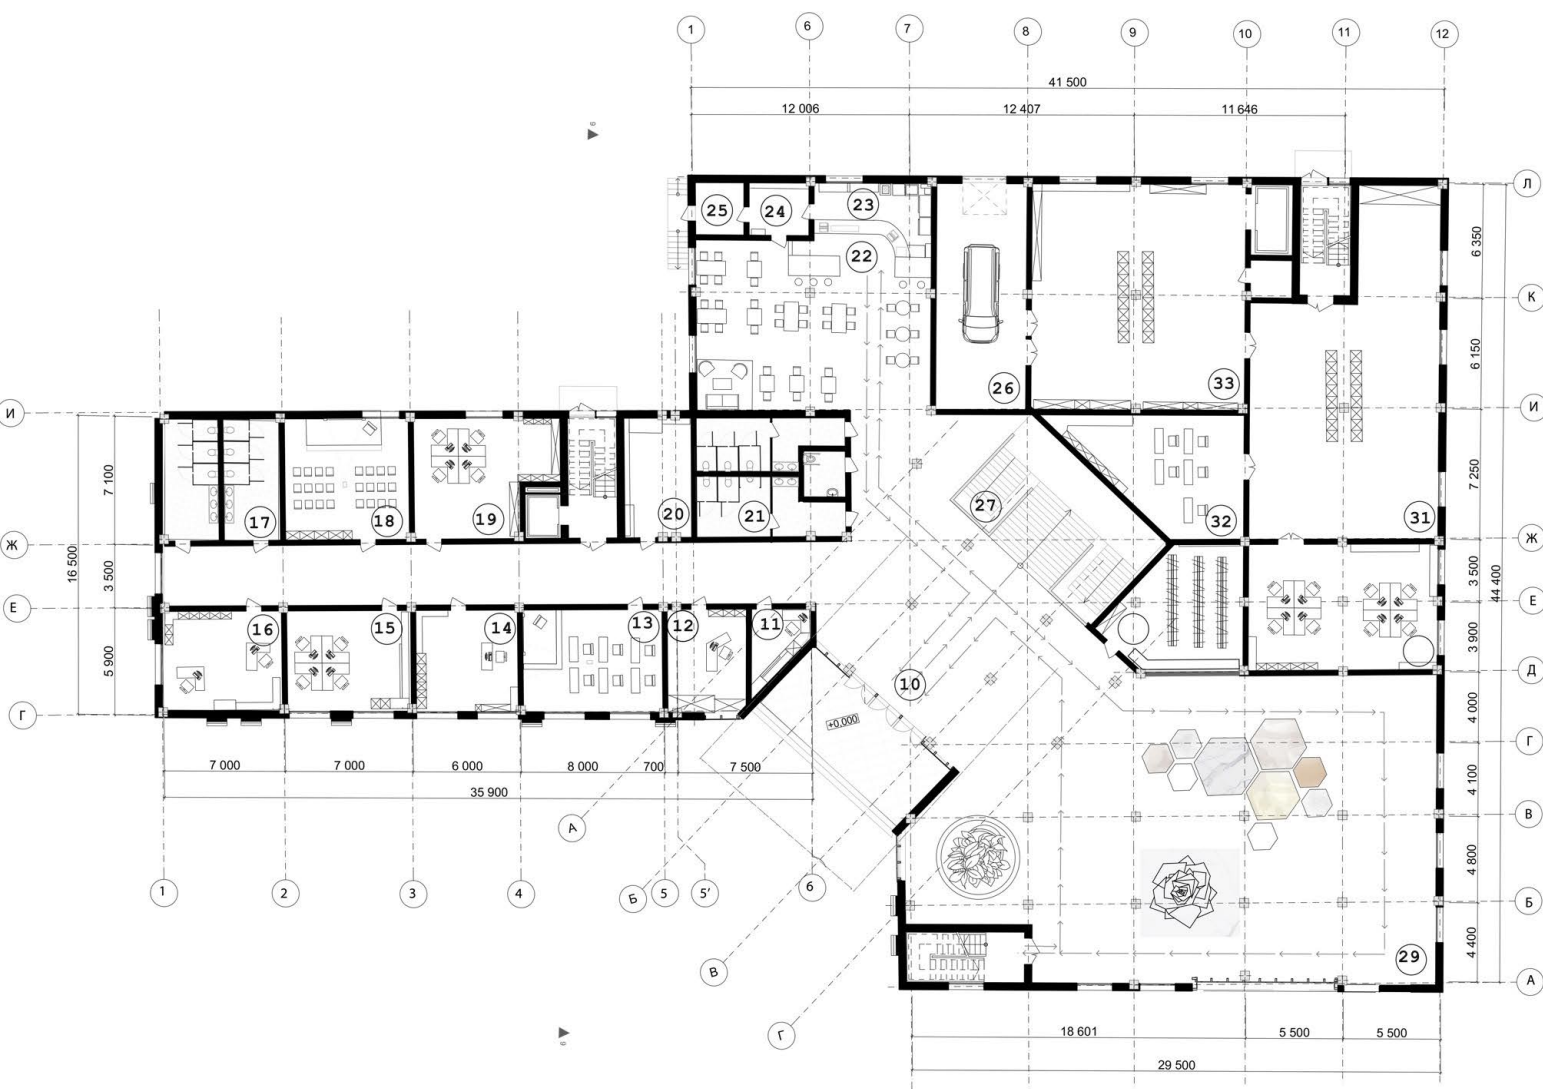 1 6 7 8 9 10 11 12
41 500
12 006 12 407 11 646
6
Л
25 24 23
22
6 350
К
6 150
26 33
И И
7 100
17 18 19 20 21 27 32 31
7 250
Ж Ж
16 500 3 500
3 500 44 400
Е Е
16 15 14 13 12 11
5 900
3 900
10
Д
Г
+0,000
4 000
Г
7 000 7 000 6 000 8 000 700 7 500
35 900
4 100
А
В
4 800
1 2 3 4 Б 5 5' 6
Б
29
4 400
В
А
6
Г
18 601 5 500 5 500
29 500